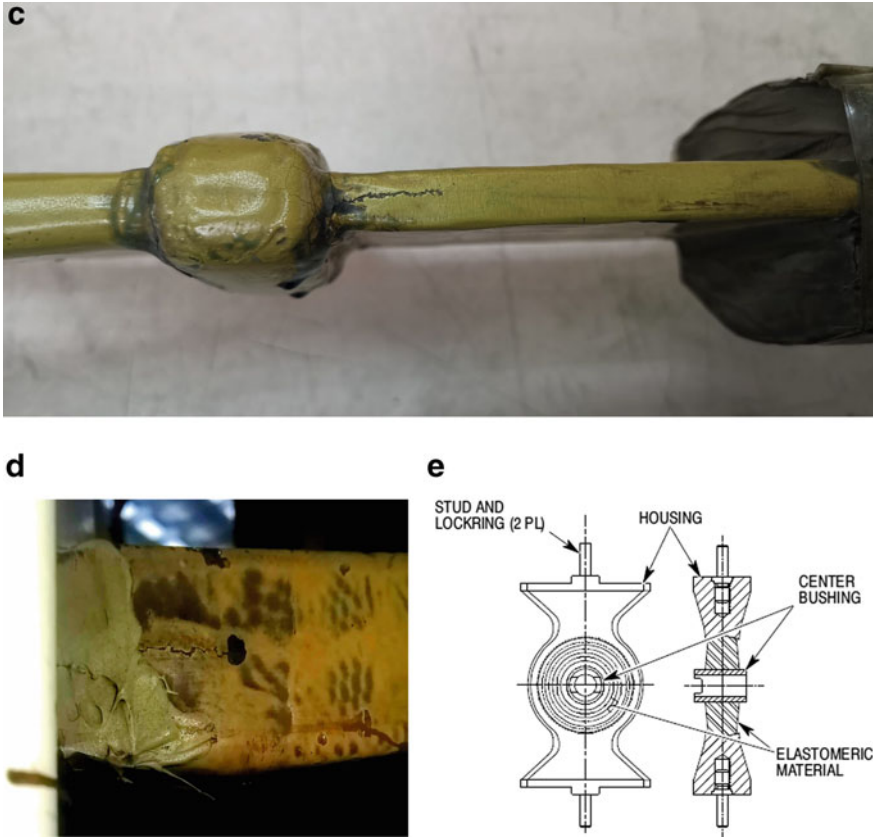 c
d
e
STUD AND
LOCKRING (2 PL)
HOUSING
CENTER
BUSHING
ELASTOMERIC
MATERIAL